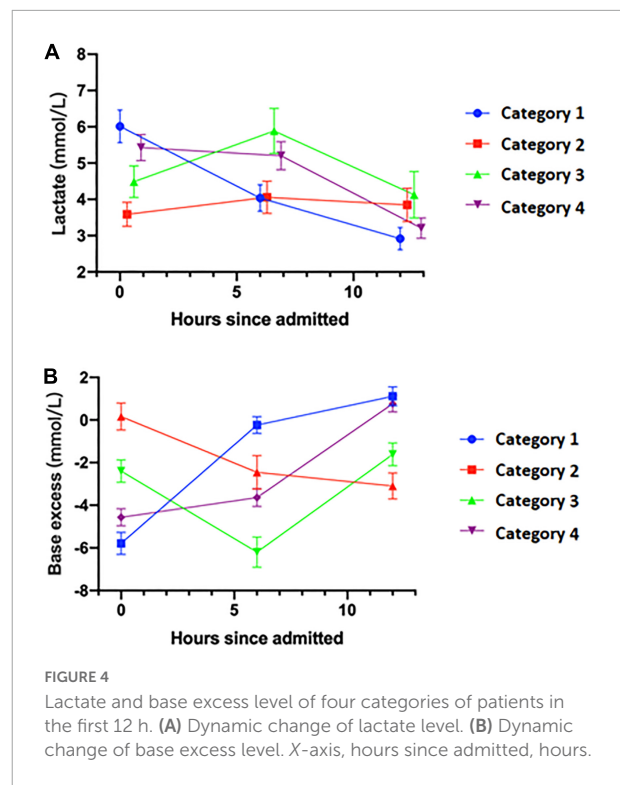 A
8
7
6
5
4
3
2
Lactate (mmol/L)
0
5
10
Hours since admitted
Category 1
Category 2
Category 3
Category 4
B
2
0
-2
-4
-6
-8
Base excess (mmol/L)
0
5
10
Hours since admitted
Category 1
Category 2
Category 3
Category 4
FIGURE 4
Lactate and base excess level of four categories of patients in
the first 12 h. (A) Dynamic change of lactate level. (B) Dynamic
change of base excess level. X-axis, hours since admitted, hours.